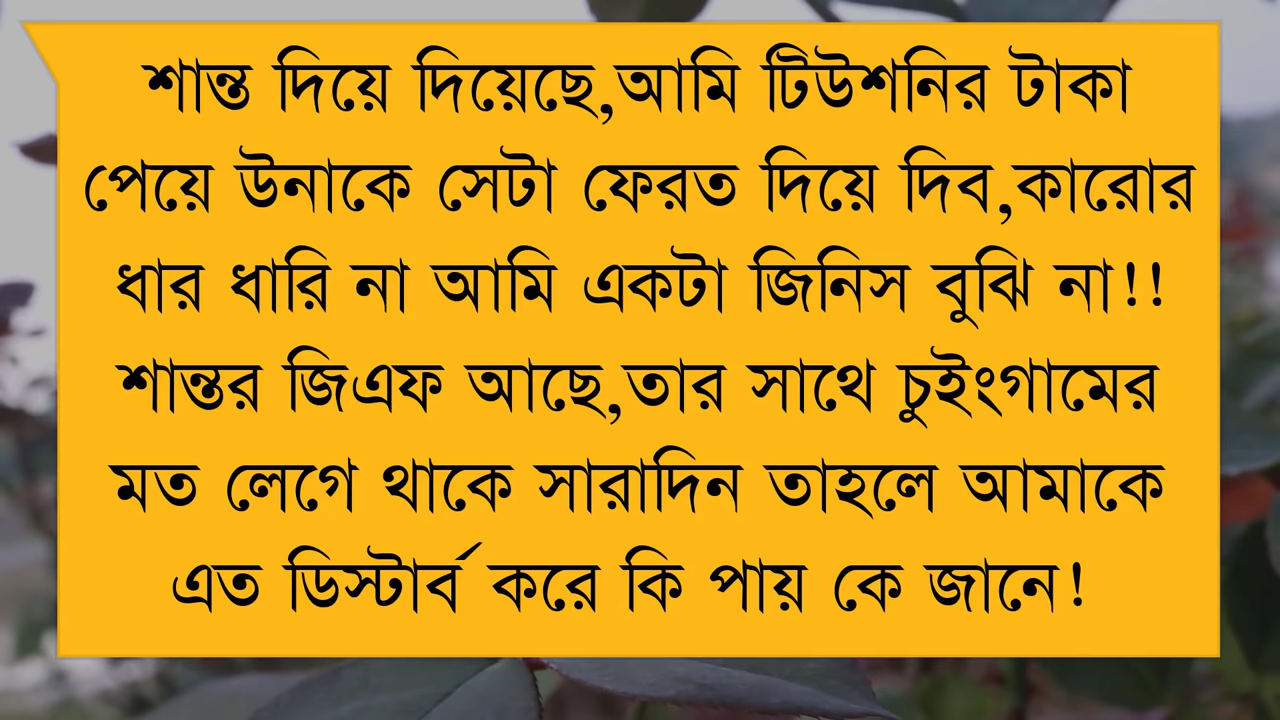 শান্ত দিয়ে দিয়েছে,আমি টিউশনির টাকা
পেয়ে উনাকে সেটা ফেরত দিয়ে দিব,কারোর
ধার ধারি না আমি একটা জিনিস বুঝি না!!
শান্তর জিএফ আছে,তার সাথে চুইংগামের
মত লেগে থাকে সারাদিন তাহলে আমাকে
এত ডিস্টার্ব করে কি পায় কে জানে!